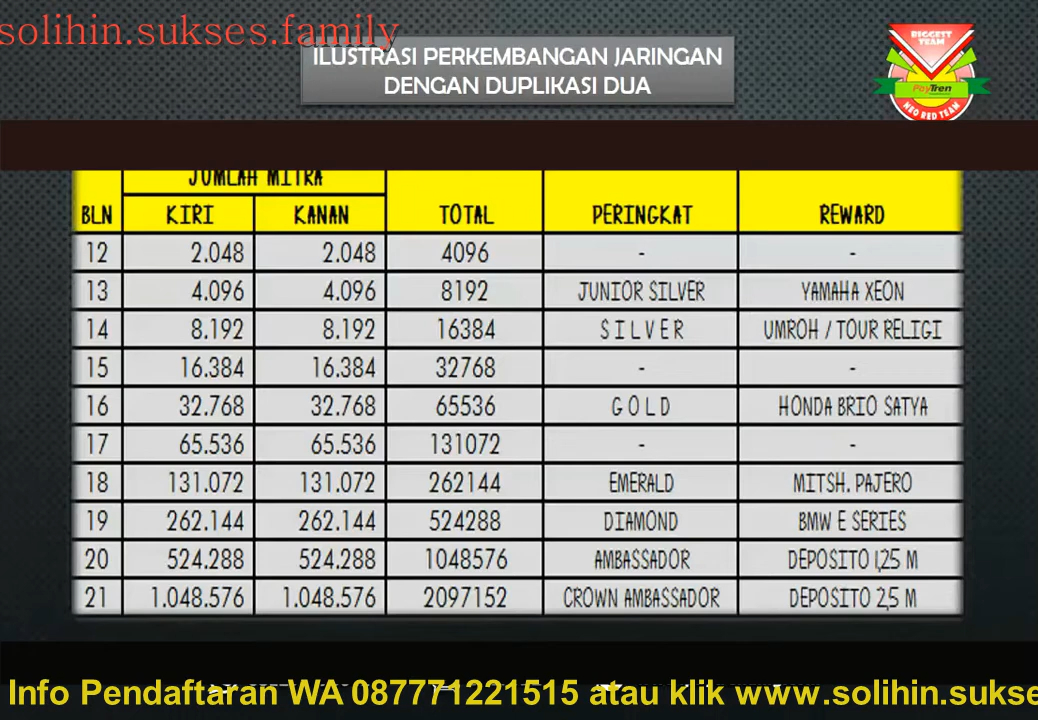 solihin.sukses.family
ILUSTRASI PERKEMBANGAN JARINGAN
DENGAN DUPLIKASI DUA
BIGGEST
TEAM
PayTren
NEO RED TEAM
JUMLAH MITRA
BLN KIRI KANAN TOTAL PERINGKAT REWARD
12 2.048 2.048 4096 - -
13 4.096 4.096 8192 JUNIOR SILVER YAMAHA XEON
14 8.192 8.192 16384 SILVER UMROH / TOUR RELIGI
15 16.384 16.384 32768 - -
16 32.768 32.768 65536 GOLD HONDA BRIO SATYA
17 65.536 65.536 131072 - -
18 131.072 131.072 262144 EMERALD MITSH. PAJERO
19 262.144 262.144 524288 DIAMOND BMW E SERIES
20 524.288 524.288 1048576 AMBASSADOR DEPOSITO 1,25 M
21 1.048.576 1.048.576 2097152 CROWN AMBASSADOR DEPOSITO 2,5 M
Info Pendaftaran WA 087771221515 atau klik www.solihin.sukse